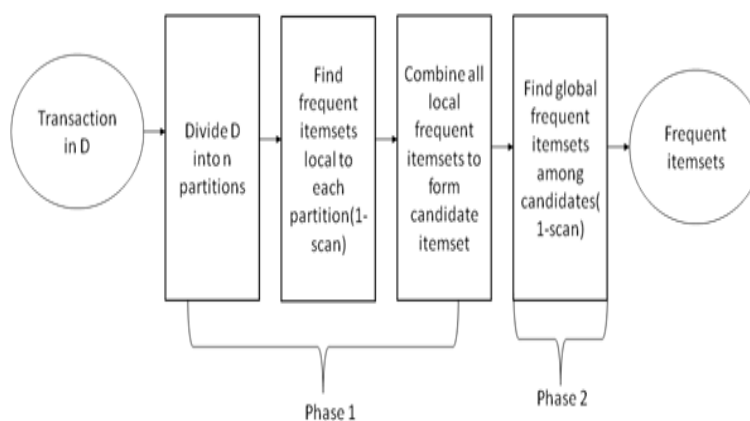 Transaction
in D
Divide D
into n
partitions
Find
frequent
itemsets
local to
each
partition(1-
scan)
Combine all
local
frequent
itemsets to
form
candidate
itemset
Find global
frequent
itemsets
among
candidates(
1-scan)
Frequent
itemsets
Phase 1
Phase 2